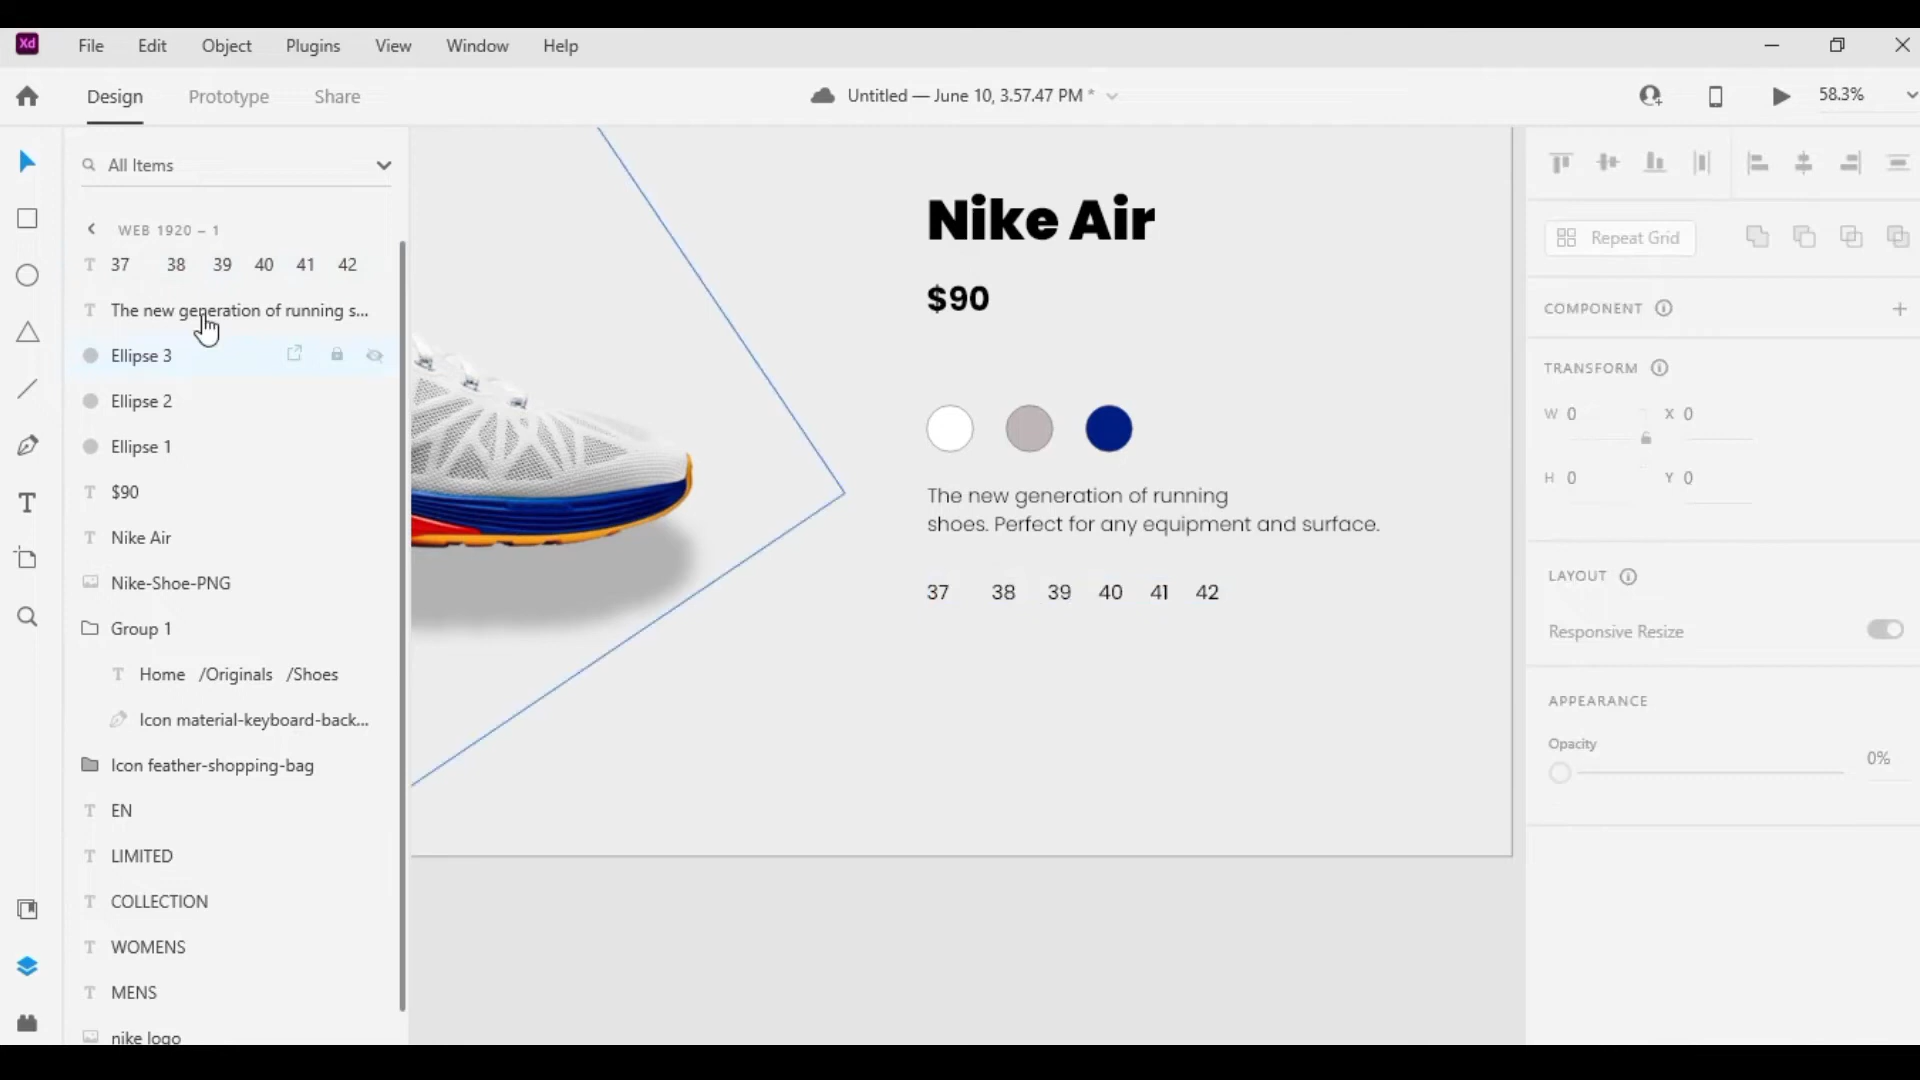 Xd File Edit Object Plugins View Window Help
Design Prototype Share Untitled — June 10, 3.57.47 PM * 58.3%
All Items
WEB 1920 – 1
37 38 39 40 41 42
The new generation of running s...
Ellipse 3
Ellipse 2
Ellipse 1
$90
Nike Air
Nike-Shoe-PNG
Group 1
Home /Originals /Shoes
Icon material-keyboard-back...
Icon feather-shopping-bag
EN
LIMITED
COLLECTION
WOMENS
MENS
nike logo
T
Nike Air
$90
The new generation of running
shoes. Perfect for any equipment and surface.
37 38 39 40 41 42
Repeat Grid
COMPONENT
TRANSFORM
W 0 X 0
H 0 Y 0
LAYOUT
Responsive Resize
APPEARANCE
Opacity
0%